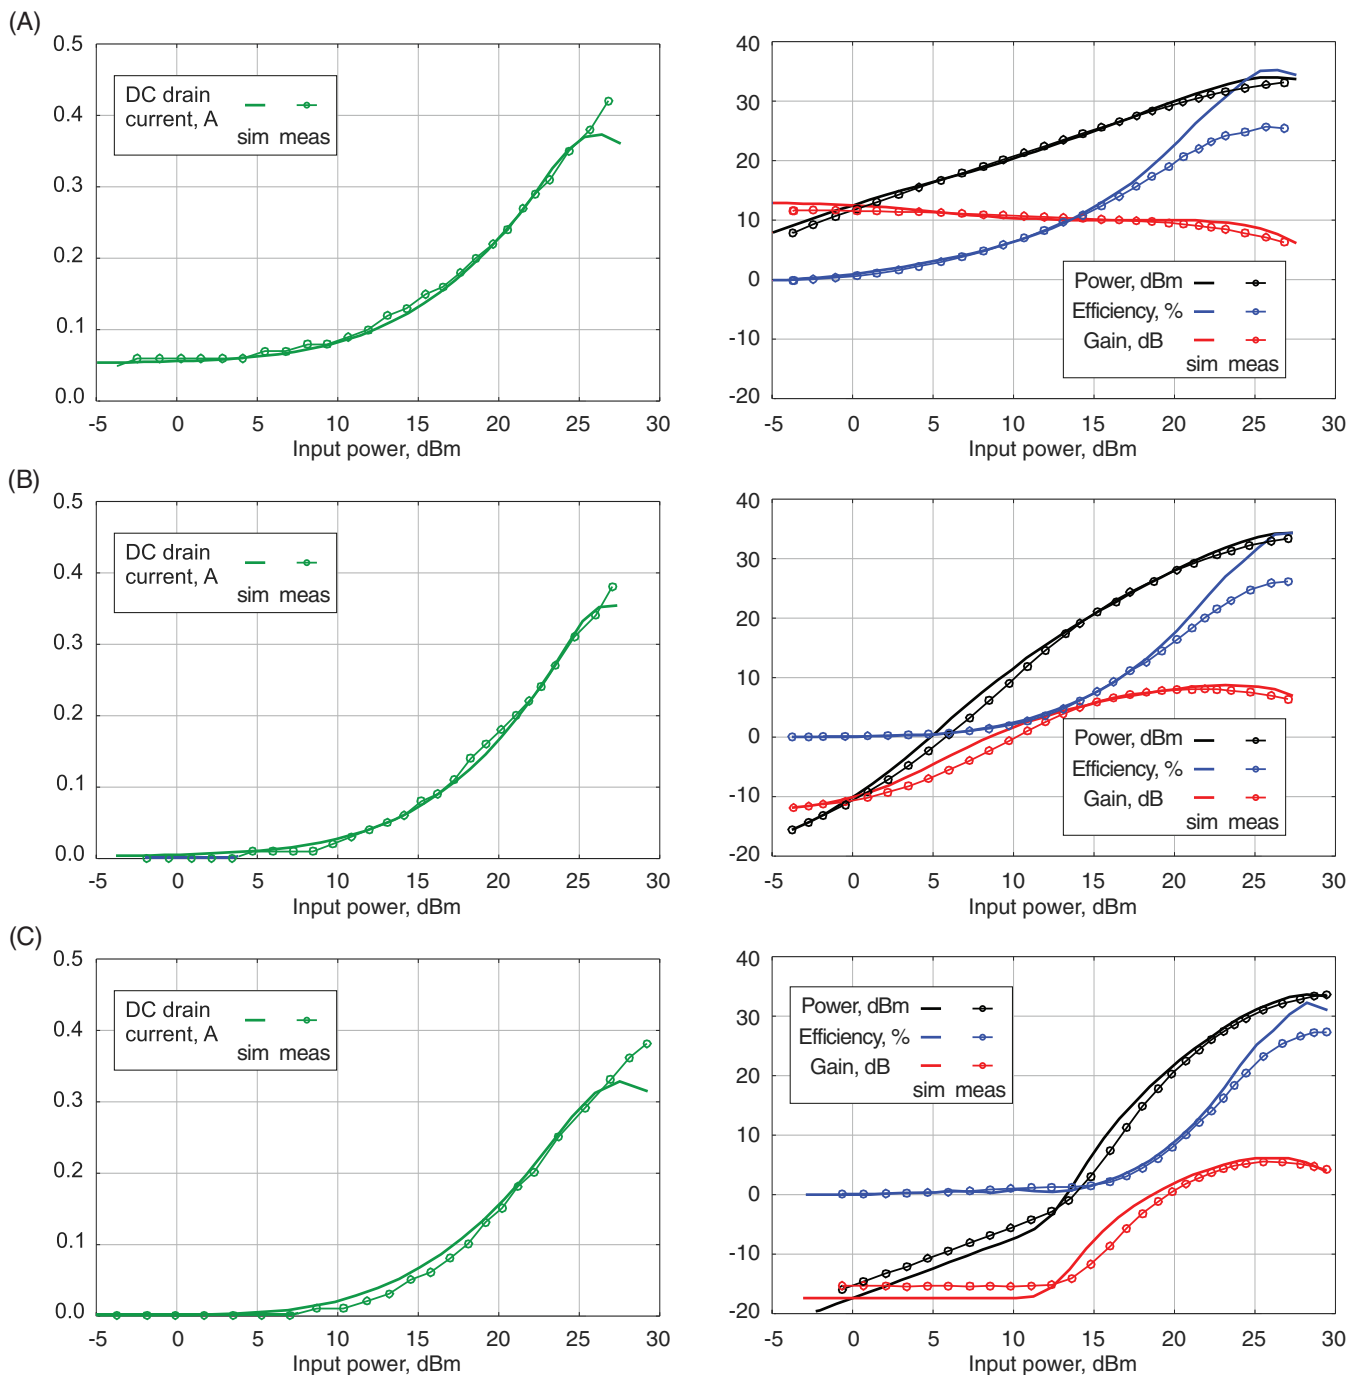 (A)
0.5
0.4
0.3
0.2
0.1
0.0
DC drain
current, A
sim meas
-5 0 5 10 15 20 25 30
Input power, dBm
40
30
20
10
0
-10
-20
Power, dBm
Efficiency, %
Gain, dB
sim meas
-5 0 5 10 15 20 25 30
Input power, dBm
(B)
0.5
0.4
0.3
0.2
0.1
0.0
DC drain
current, A
sim meas
-5 0 5 10 15 20 25 30
Input power, dBm
40
30
20
10
0
-10
-20
Power, dBm
Efficiency, %
Gain, dB
sim meas
-5 0 5 10 15 20 25 30
Input power, dBm
(C)
0.5
0.4
0.3
0.2
0.1
0.0
DC drain
current, A
sim meas
-5 0 5 10 15 20 25 30
Input power, dBm
40
30
20
10
0
-10
-20
Power, dBm
Efficiency, %
Gain, dB
sim meas
-5 0 5 10 15 20 25 30
Input power, dBm